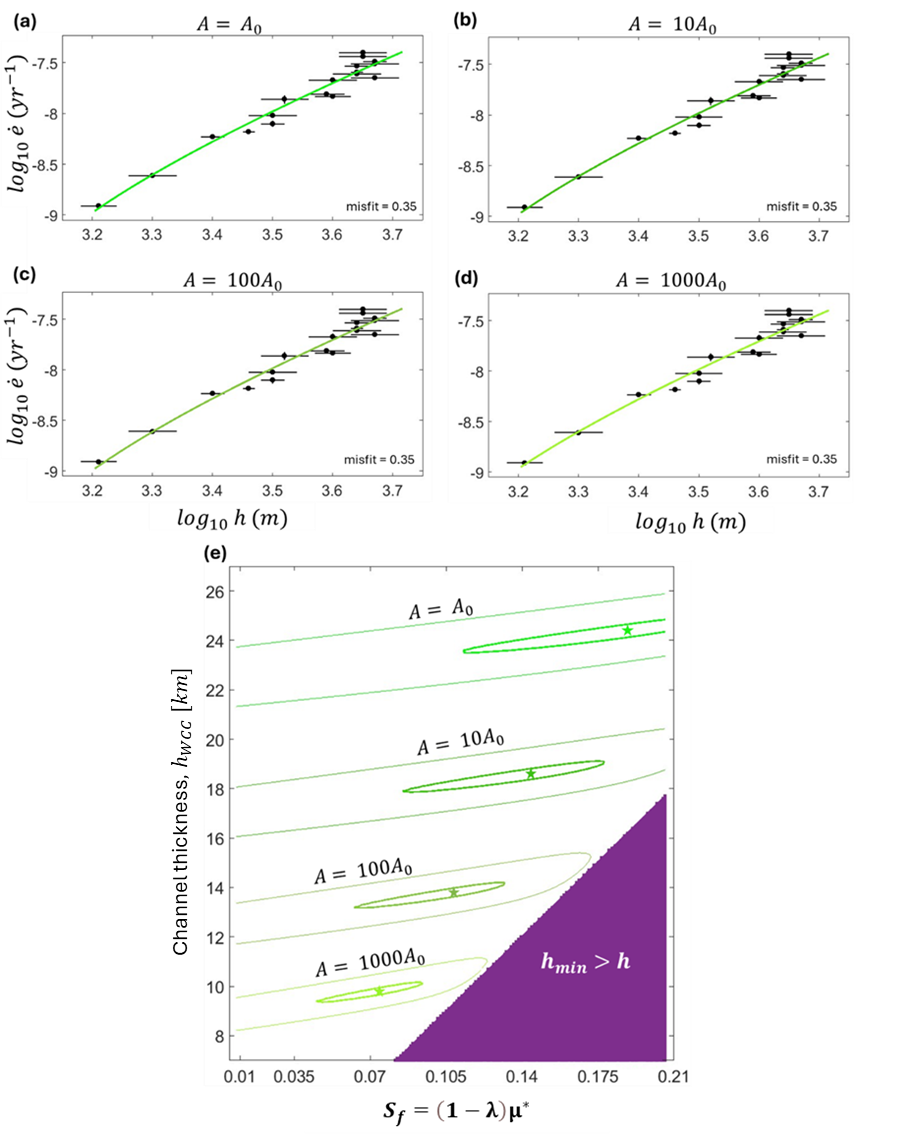 (a)
A = A₀
log₁₀ ė (yr⁻¹)
-7.5
-8
-8.5
-9
misfit = 0.35
3.2 3.3 3.4 3.5 3.6 3.7
(b)
A = 10A₀
-7.5
-8
-8.5
-9
misfit = 0.35
3.2 3.3 3.4 3.5 3.6 3.7
(c)
A = 100A₀
log₁₀ ė (yr⁻¹)
-7.5
-8
-8.5
-9
misfit = 0.35
3.2 3.3 3.4 3.5 3.6 3.7
log₁₀ h (m)
(d)
A = 1000A₀
-7.5
-8
-8.5
-9
misfit = 0.35
3.2 3.3 3.4 3.5 3.6 3.7
log₁₀ h (m)
(e)
Channel thickness, h_WCC [km]
26
24
22
20
18
16
14
12
10
8
A = A₀
A = 10A₀
A = 100A₀
A = 1000A₀
h_min > h
0.01 0.035 0.07 0.105 0.14 0.175 0.21
S_f = (1 − λ)μ*